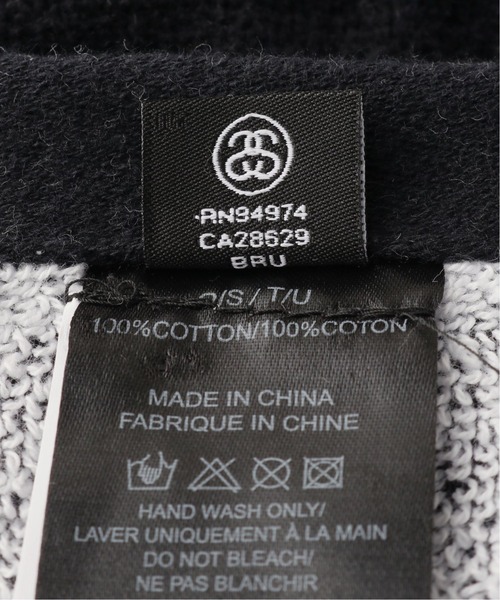 RN94974
CA28629
BRU
O/S / T/U
100%COTTON/100%COTON
MADE IN CHINA
FABRIQUE IN CHINE
HAND WASH ONLY/
LAVER UNIQUEMENT À LA MAIN
DO NOT BLEACH/
NE PAS BLANCHIR